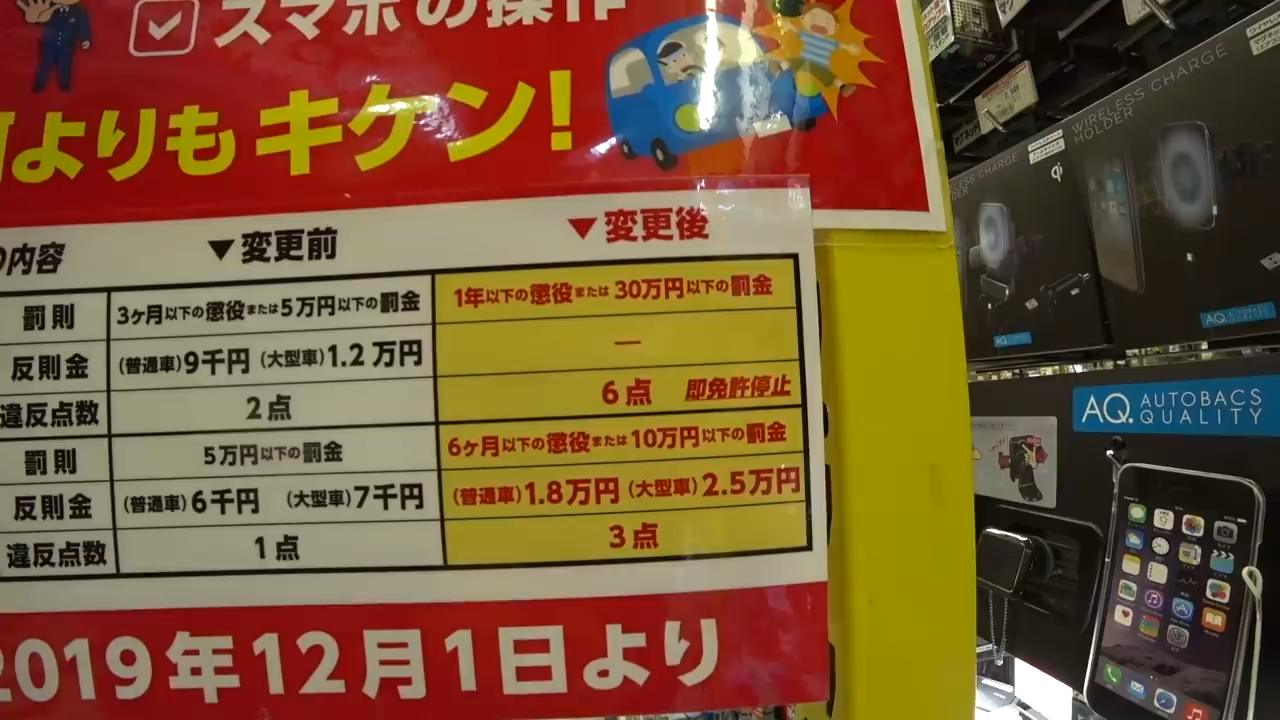 スマホの操作
よりもキケン!
の内容 ▼変更前 ▼変更後
罰則 3ヶ月以下の懲役または5万円以下の罰金 1年以下の懲役または30万円以下の罰金
反則金 (普通車)9千円 (大型車)1.2万円 ー
違反点数 2点 6点 即免許停止
罰則 5万円以下の罰金 6ヶ月以下の懲役または10万円以下の罰金
反則金 (普通車)6千円 (大型車)7千円 (普通車)1.8万円 (大型車)2.5万円
違反点数 1点 3点
2019年12月1日より
WIRELESS CHARGE
HOLDER
LESS CHARGE
DER
Qi
AQ.
AQ.
AQ. AUTOBACS
QUALITY